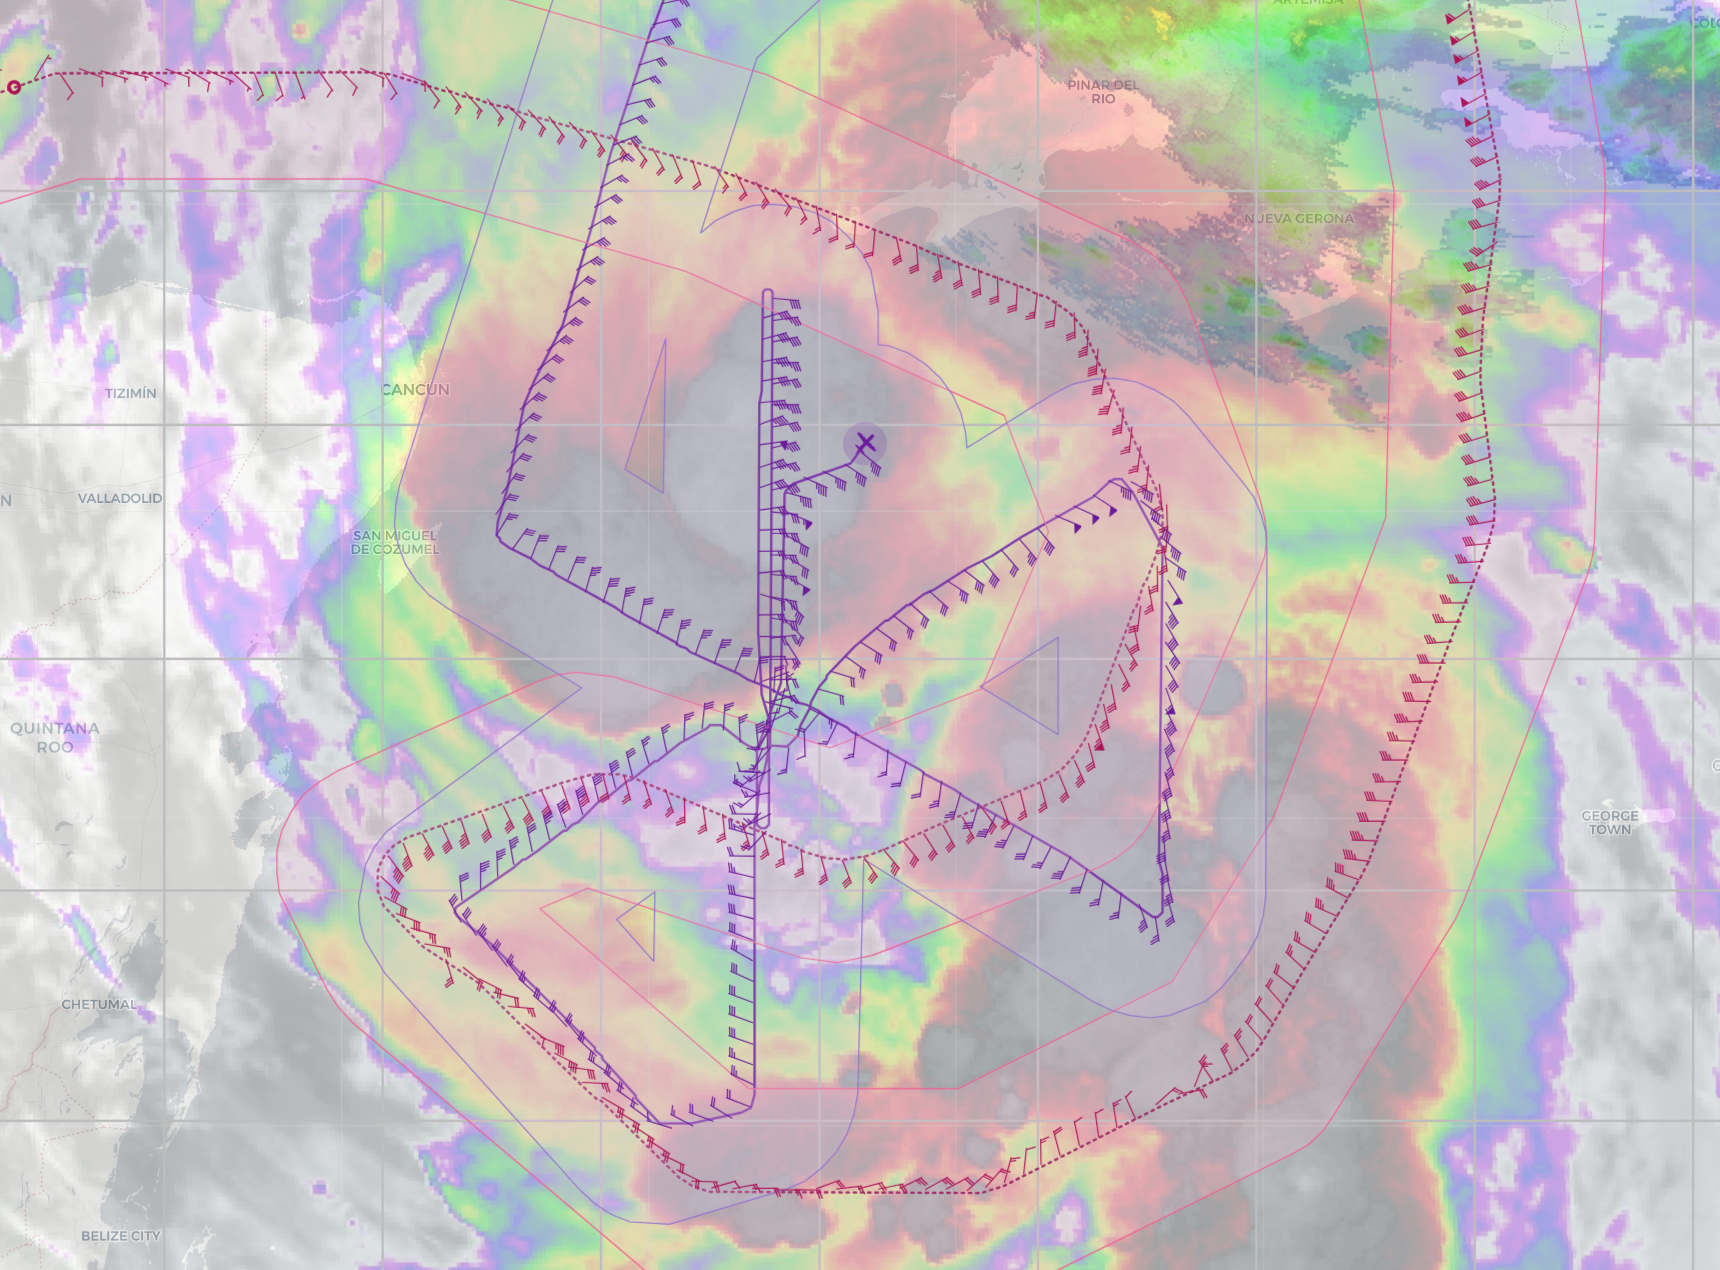 ARTEMISA
PINAR DEL
RIO
NUEVA GERONA
TIZIMÍN
CANCÚN
VALLADOLID
SAN MIGUEL
DE COZUMEL
QUINTANA
ROO
GEORGE
TOWN
CHETUMAL
BELIZE CITY